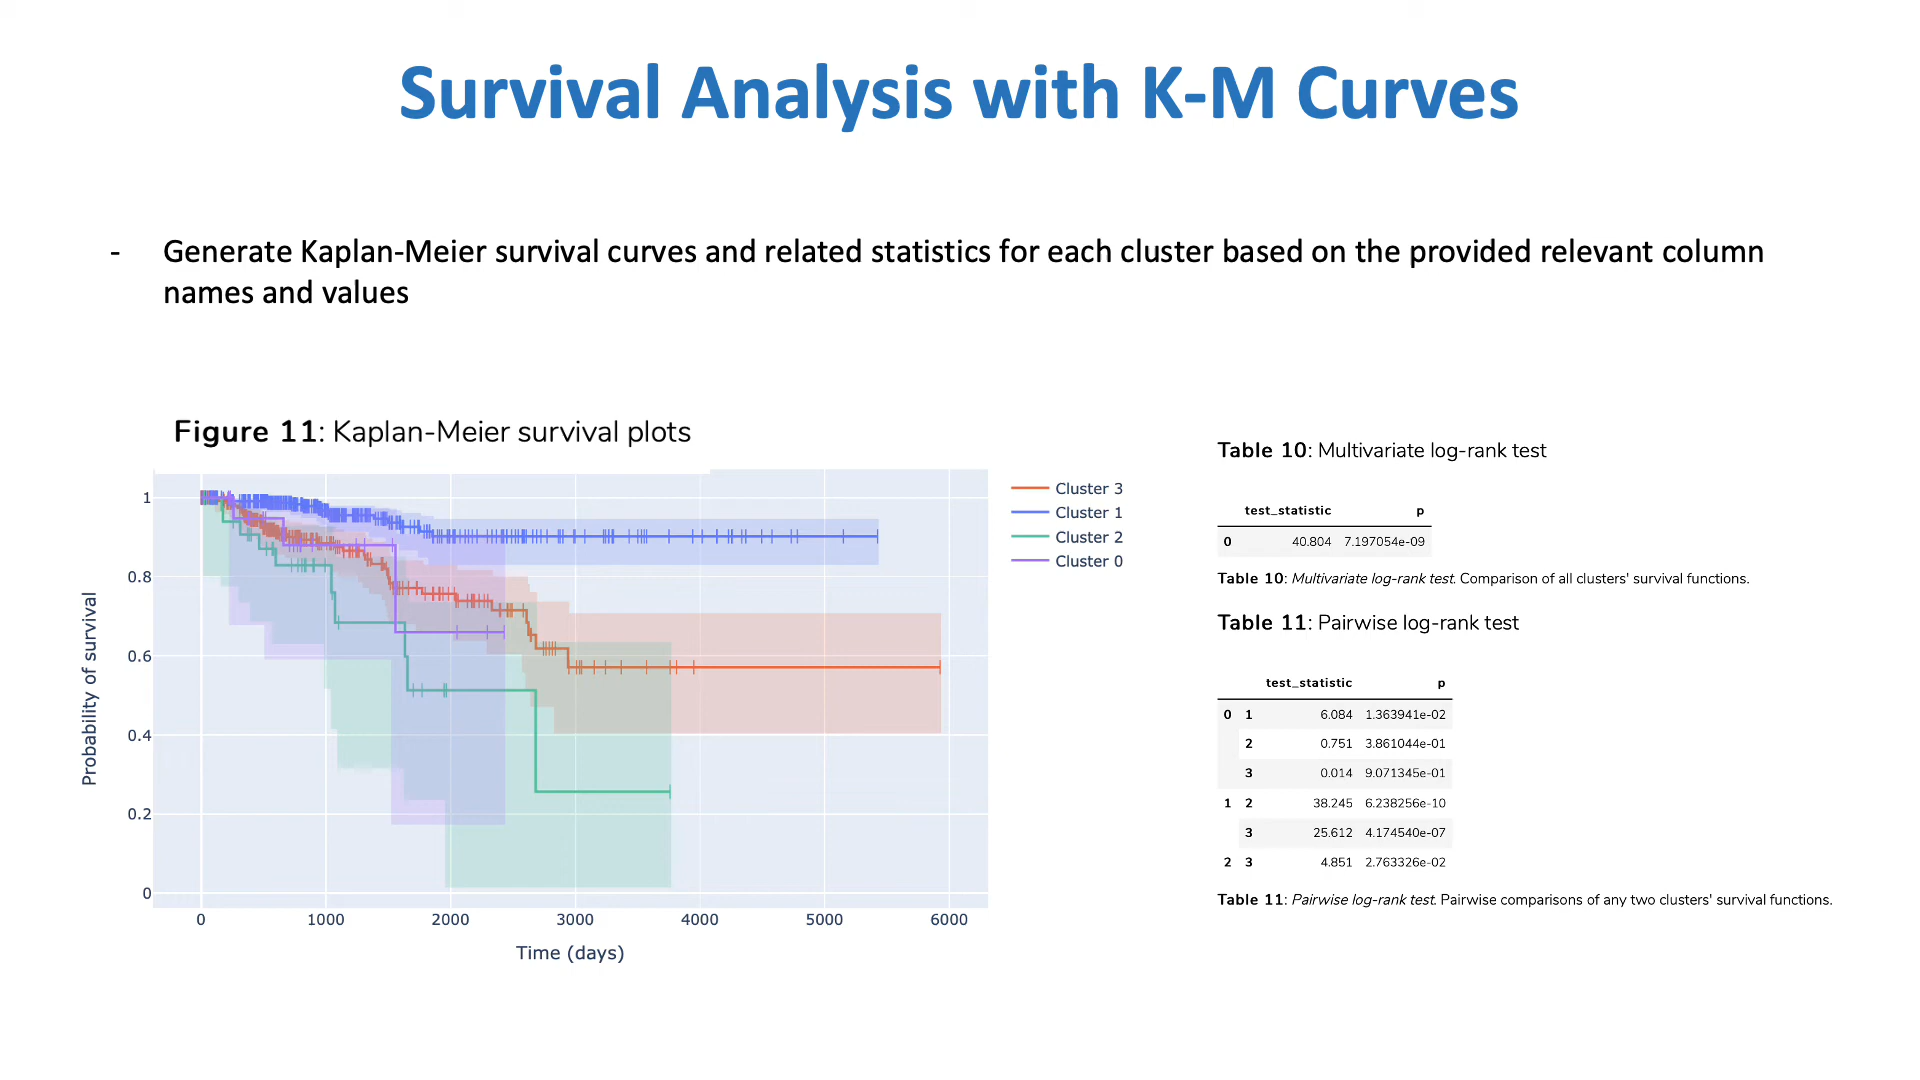 Survival Analysis with K-M Curves
- Generate Kaplan-Meier survival curves and related statistics for each cluster based on the provided relevant column
names and values
Figure 11: Kaplan-Meier survival plots
1
0.8
0.6
0.4
0.2
0
Probability of survival
0 1000 2000 3000 4000 5000 6000
Time (days)
Cluster 3
Cluster 1
Cluster 2
Cluster 0
Table 10: Multivariate log-rank test
test_statistic p
0 40.804 7.197054e-09
Table 10: Multivariate log-rank test. Comparison of all clusters' survival functions.
Table 11: Pairwise log-rank test
test_statistic p
0 1 6.084 1.363941e-02
2 0.751 3.861044e-01
3 0.014 9.071345e-01
1 2 38.245 6.238256e-10
3 25.612 4.174540e-07
2 3 4.851 2.763326e-02
Table 11: Pairwise log-rank test. Pairwise comparisons of any two clusters' survival functions.